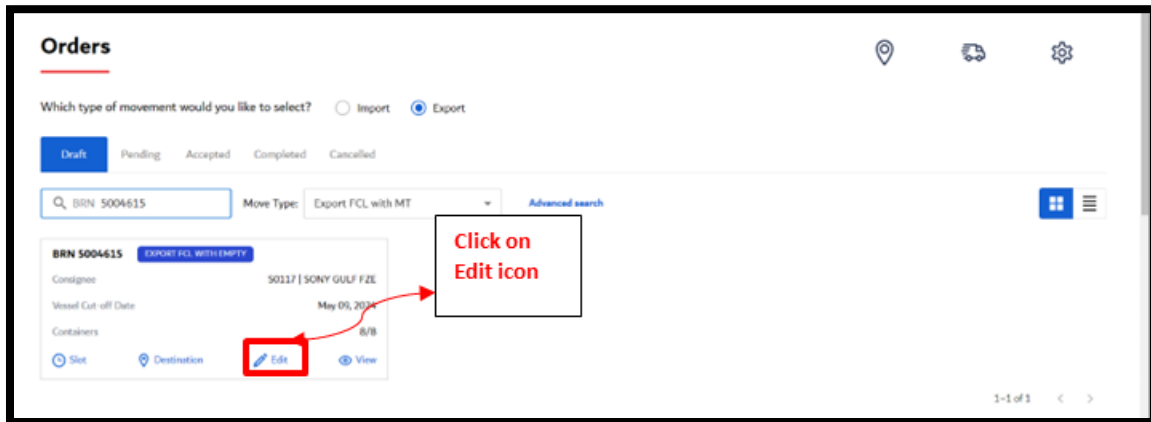 Orders
Which type of movement would you like to select? Import Export
Draft Pending Accepted Completed Cancelled
BRN 5004615 Move Type: Export FCL with MT Advanced search
Click on
Edit icon
BRN 5004615 EXPORT FCL WITH EMPTY
Consignee S0117 | SONY GULF FZE
Vessel Cut-off Date May 09, 2024
Containers 8/8
Slot Destination Edit View
1-1 of 1